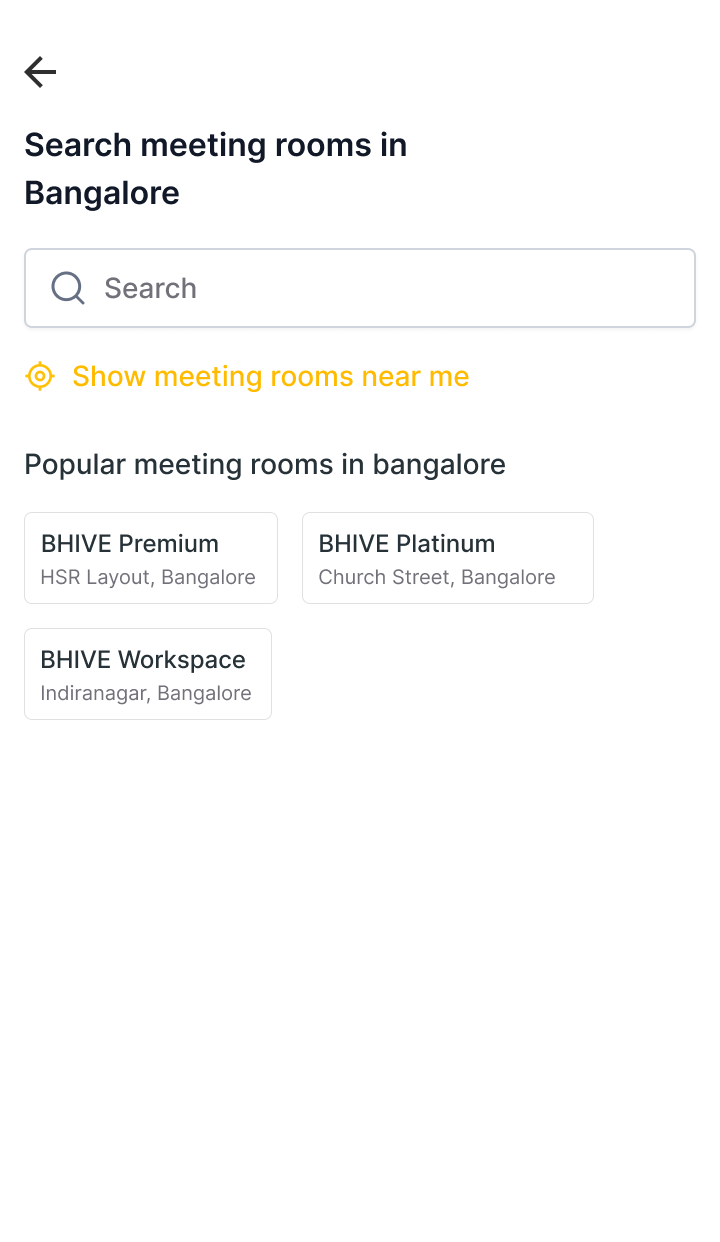 Search meeting rooms in
Bangalore
Search
Show meeting rooms near me
Popular meeting rooms in bangalore
BHIVE Premium
HSR Layout, Bangalore
BHIVE Platinum
Church Street, Bangalore
BHIVE Workspace
Indiranagar, Bangalore